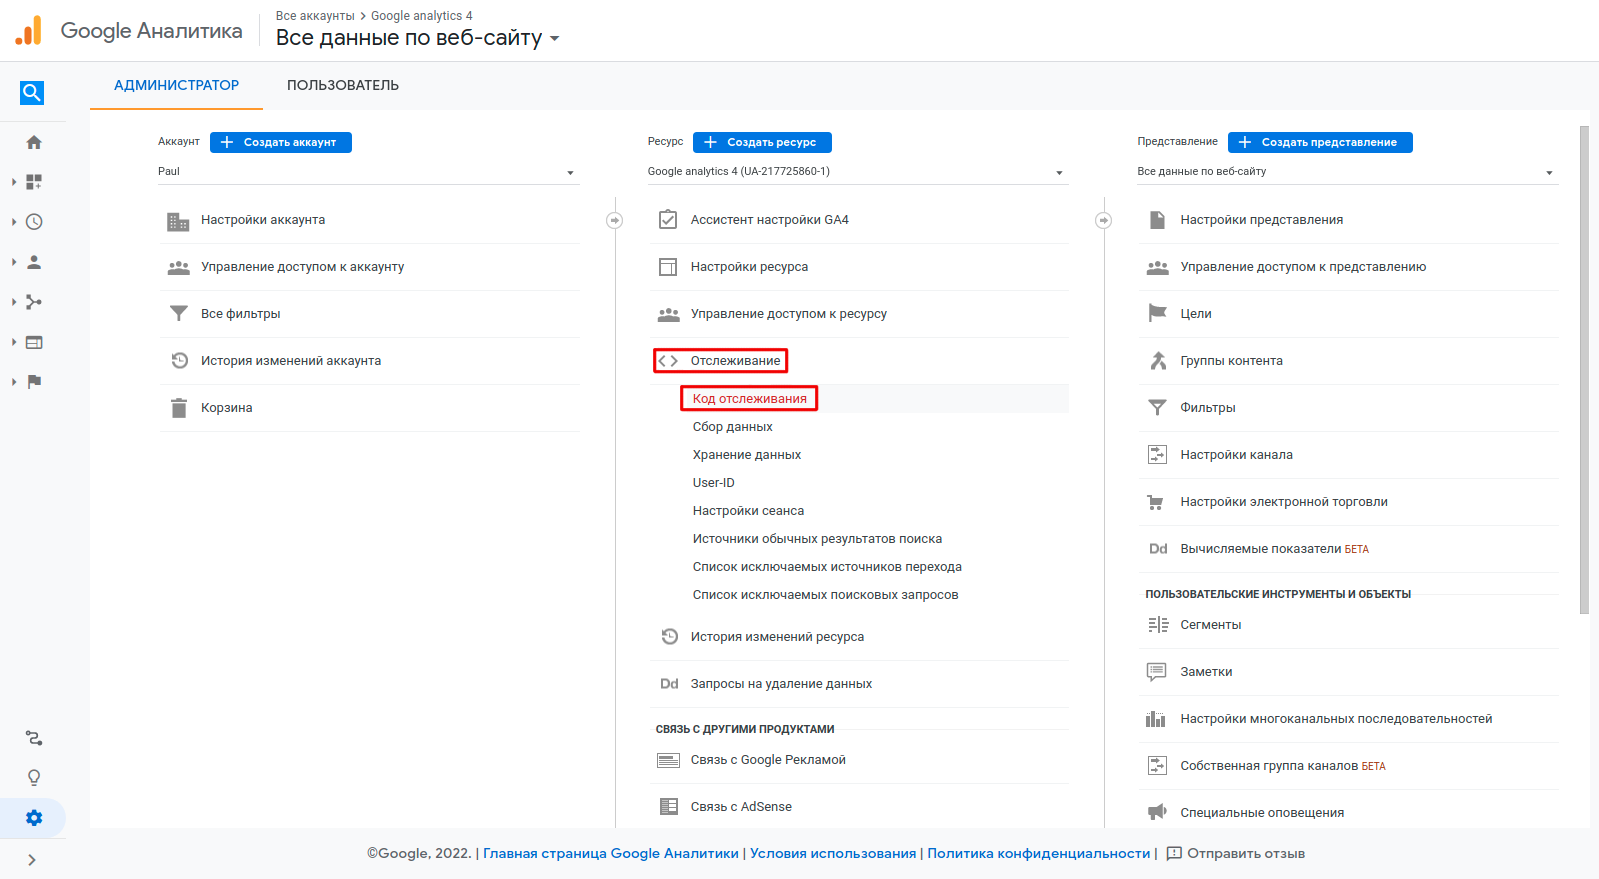 Google Аналитика
Все аккаунты > Google analytics 4
Все данные по веб-сайту
АДМИНИСТРАТОР
ПОЛЬЗОВАТЕЛЬ
Аккаунт
Создать аккаунт
Paul
Настройки аккаунта
Управление доступом к аккаунту
Все фильтры
История изменений аккаунта
Корзина
Ресурс
Создать ресурс
Google analytics 4 (UA-217725860-1)
Ассистент настройки GA4
Настройки ресурса
Управление доступом к ресурсу
Отслеживание
Код отслеживания
Сбор данных
Хранение данных
User-ID
Настройки сеанса
Источники обычных результатов поиска
Список исключаемых источников перехода
Список исключаемых поисковых запросов
История изменений ресурса
Dd Запросы на удаление данных
СВЯЗЬ С ДРУГИМИ ПРОДУКТАМИ
Связь с Google Рекламой
Связь с AdSense
Представление
Создать представление
Все данные по веб-сайту
Настройки представления
Управление доступом к представлению
Цели
Группы контента
Фильтры
Настройки канала
Настройки электронной торговли
Dd Вычисляемые показатели БЕТА
ПОЛЬЗОВАТЕЛЬСКИЕ ИНСТРУМЕНТЫ И ОБЪЕКТЫ
Сегменты
Заметки
Настройки многоканальных последовательностей
Собственная группа каналов БЕТА
Специальные оповещения
©Google, 2022. | Главная страница Google Аналитики | Условия использования | Политика конфиденциальности | Отправить отзыв